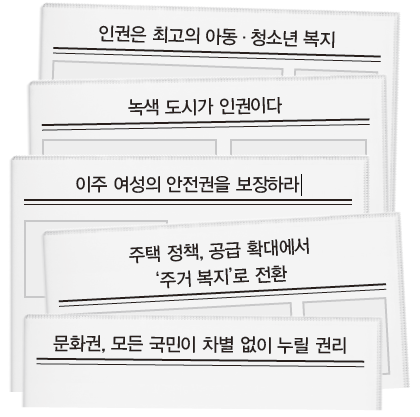 인권은 최고의 아동 · 청소년 복지
녹색 도시가 인권이다
이주 여성의 안전권을 보장하라
주택 정책, 공급 확대에서
‘주거 복지’로 전환
문화권, 모든 국민이 차별 없이 누릴 권리